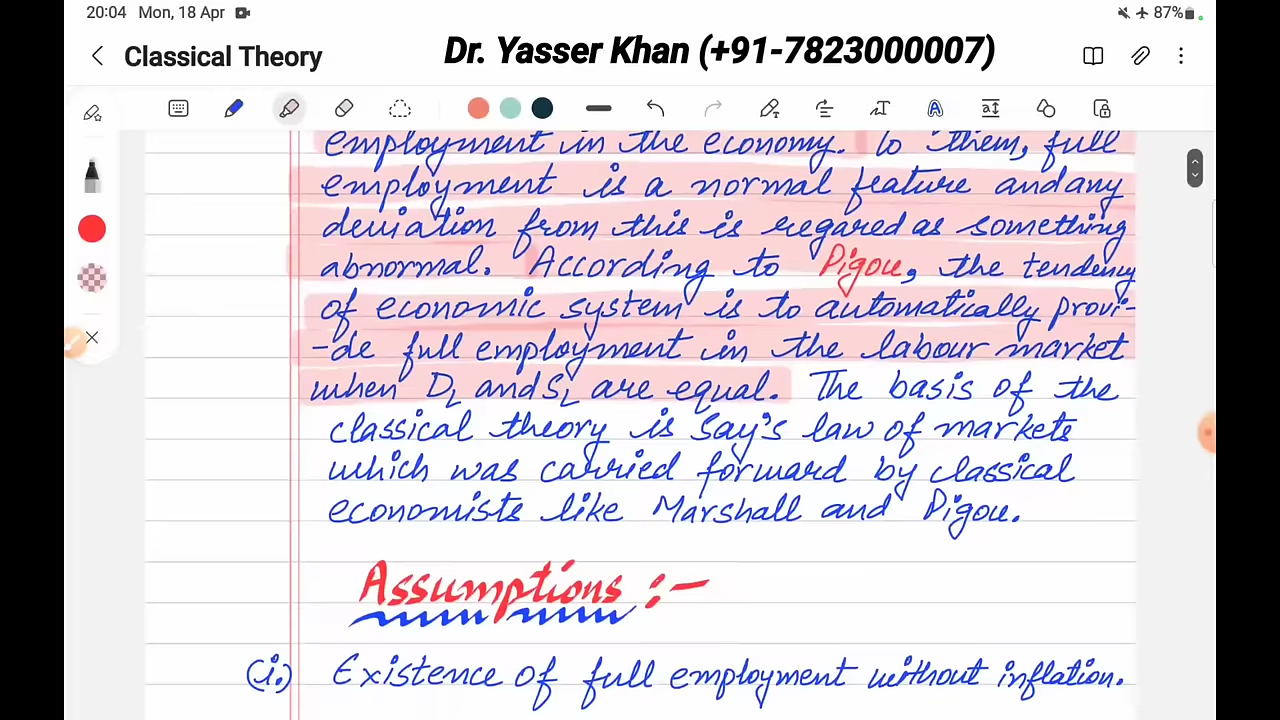 20:04 Mon, 18 Apr
87%
Classical Theory
Dr. Yasser Khan (+91-7823000007)
employment in the economy. To them, full
employment is a normal feature and any
deviation from this is regared as something
abnormal. According to Pigou, the tendency
of economic system is to automatically provi-
-de full employment in the labour market
when DL and SL are equal. The basis of the
classical theory is Say's law of markets
which was carried forward by classical
economists like Marshall and Pigou.
Assumptions :-
(i.) Existence of full employment without inflation.